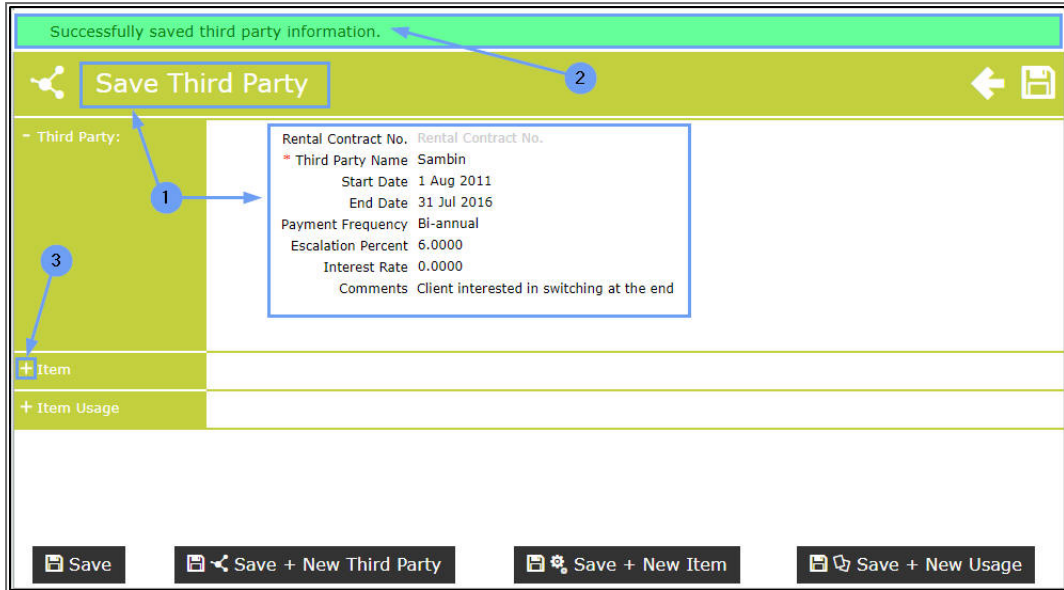 Successfully saved third party information.
2
Save Third Party
- Third Party:
Rental Contract No. Rental Contract No.
* Third Party Name Sambin
Start Date 1 Aug 2011
1
End Date 31 Jul 2016
Payment Frequency Bi-annual
Escalation Percent 6.0000
3
Interest Rate 0.0000
Comments Client interested in switching at the end
+ Item
+ Item Usage
Save
Save + New Third Party
Save + New Item
Save + New Usage